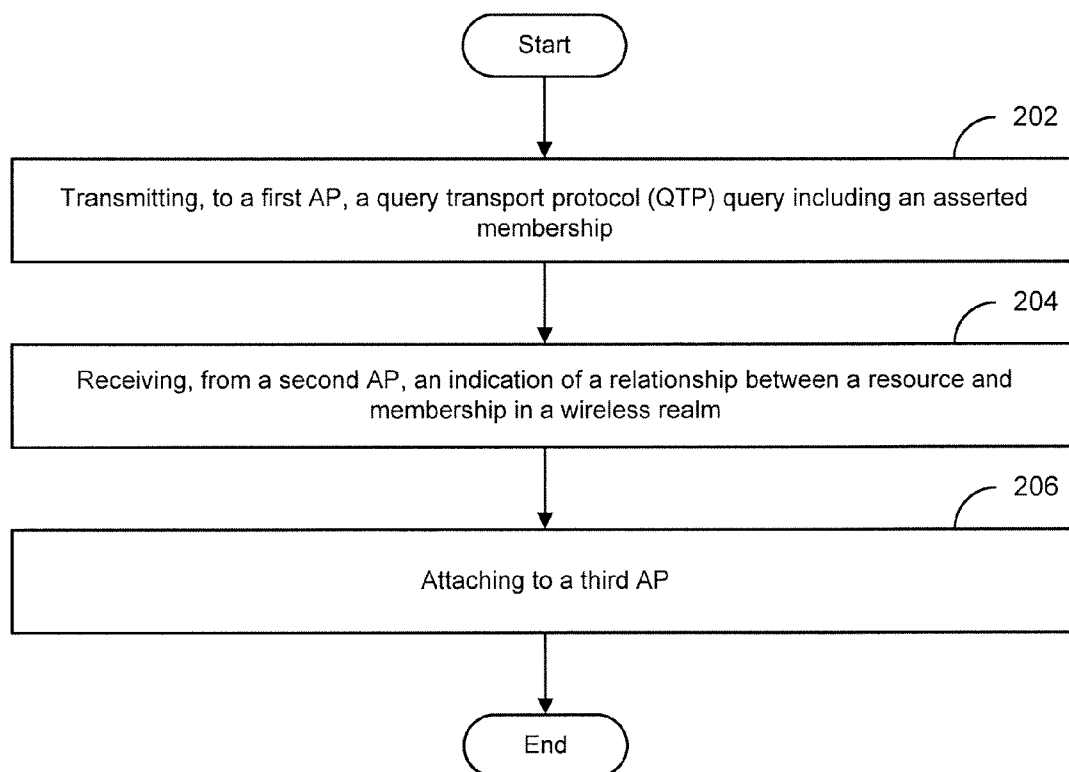 Start
202
Transmitting, to a first AP, a query transport protocol (QTP) query including an asserted
membership
204
Receiving, from a second AP, an indication of a relationship between a resource and
membership in a wireless realm
206
Attaching to a third AP
End